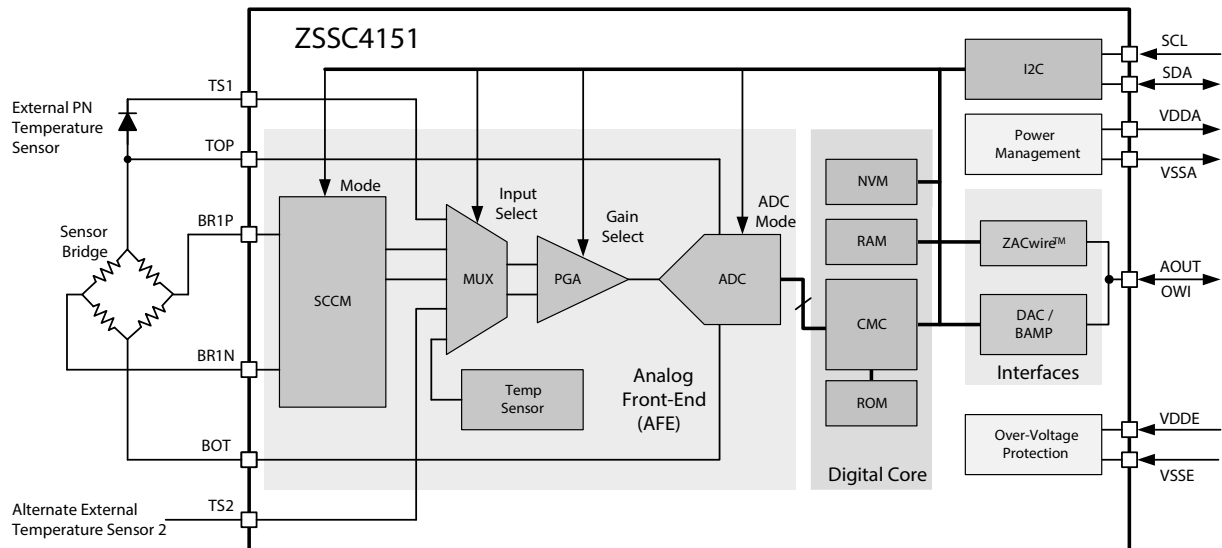 ZSSC4151
SCL
I2C
SDA
TS1
External PN
Temperature
Sensor
VDDA
Power
Management
VSSA
TOP
Mode
Input
Select
Gain
Select
ADC
Mode
NVM
BR1P
Sensor
Bridge
RAM
ZACwire™
SCCM
MUX
PGA
ADC
AOUT
OWI
CMC
DAC /
BAMP
BR1N
Interfaces
Temp
Sensor
Analog
Front-End
(AFE)
ROM
BOT
VDDE
Over-Voltage
Protection
VSSE
Digital Core
TS2
Alternate External
Temperature Sensor 2